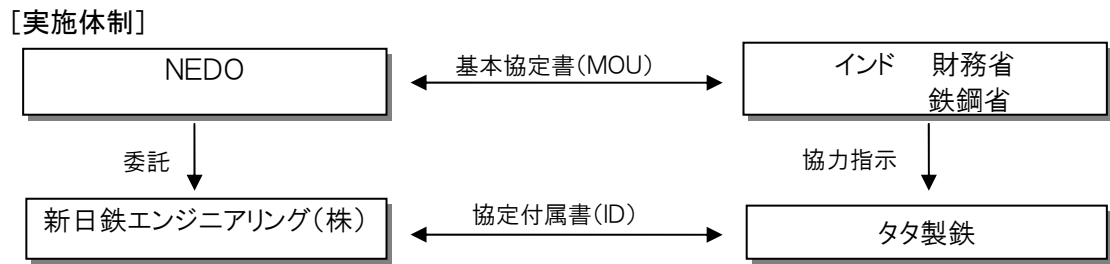 [実施体制]
NEDO
基本協定書(MOU)
インド 財務省
鉄鋼省
委託
協力指示
新日鉄エンジニアリング(株)
協定付属書(ID)
タタ製鉄